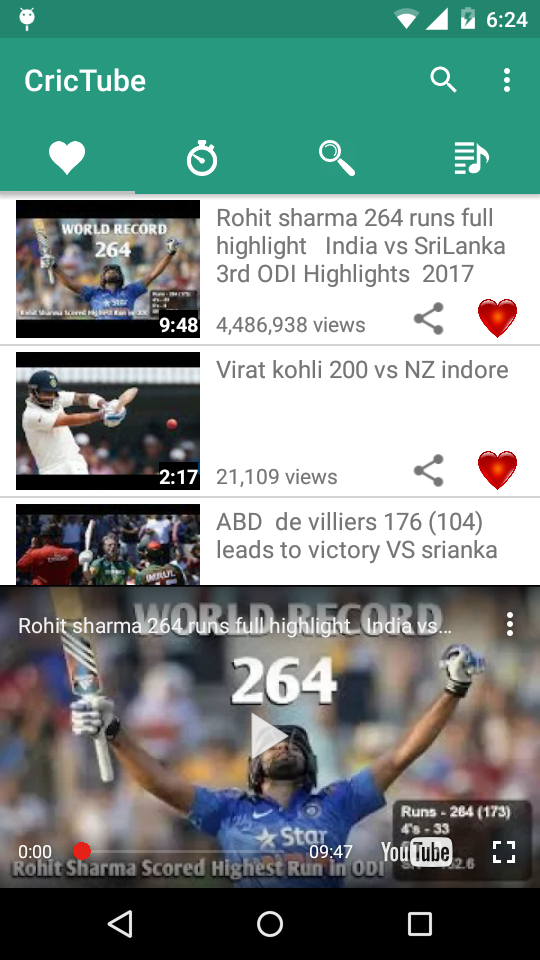 6:24
CricTube
WORLD RECORD
264
Rohit Sharma Scored Highest Run in ODI
9:48
Rohit sharma 264 runs full
highlight India vs SriLanka
3rd ODI Highlights 2017
4,486,938 views
2:17
Virat kohli 200 vs NZ indore
21,109 views
ABD de villiers 176 (104)
leads to victory VS srianka
WORLD RECORD
Rohit sharma 264 runs full highlight India vs...
264
Runs - 264 (173)
4's - 33
Star
0:00
09:47
YouTube
Rohit Sharma Scored Highest Run in ODI